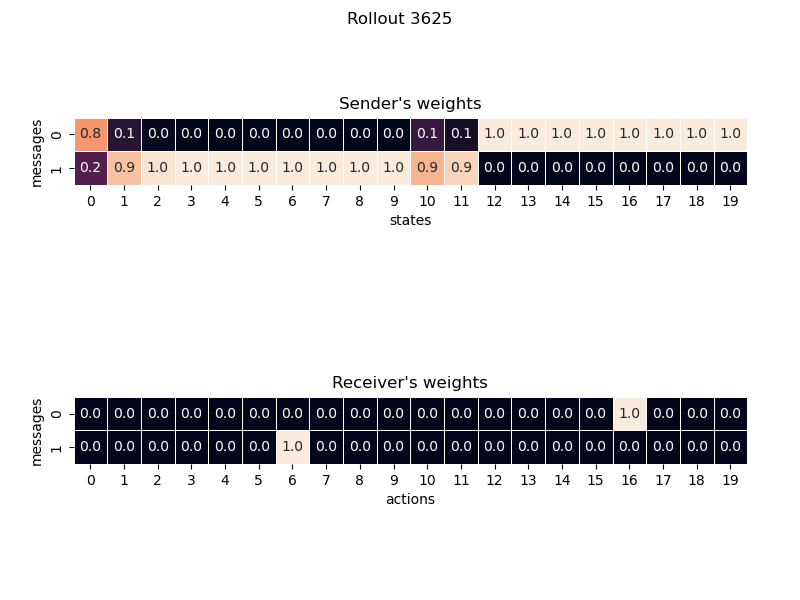 Rollout 3625
Sender's weights
messages
0 0.8 0.1 0.0 0.0 0.0 0.0 0.0 0.0 0.0 0.0 0.1 0.1 1.0 1.0 1.0 1.0 1.0 1.0 1.0 1.0
1 0.2 0.9 1.0 1.0 1.0 1.0 1.0 1.0 1.0 1.0 0.9 0.9 0.0 0.0 0.0 0.0 0.0 0.0 0.0 0.0
0 1 2 3 4 5 6 7 8 9 10 11 12 13 14 15 16 17 18 19
states
Receiver's weights
messages
0 0.0 0.0 0.0 0.0 0.0 0.0 0.0 0.0 0.0 0.0 0.0 0.0 0.0 0.0 0.0 0.0 1.0 0.0 0.0 0.0
1 0.0 0.0 0.0 0.0 0.0 0.0 1.0 0.0 0.0 0.0 0.0 0.0 0.0 0.0 0.0 0.0 0.0 0.0 0.0 0.0
0 1 2 3 4 5 6 7 8 9 10 11 12 13 14 15 16 17 18 19
actions